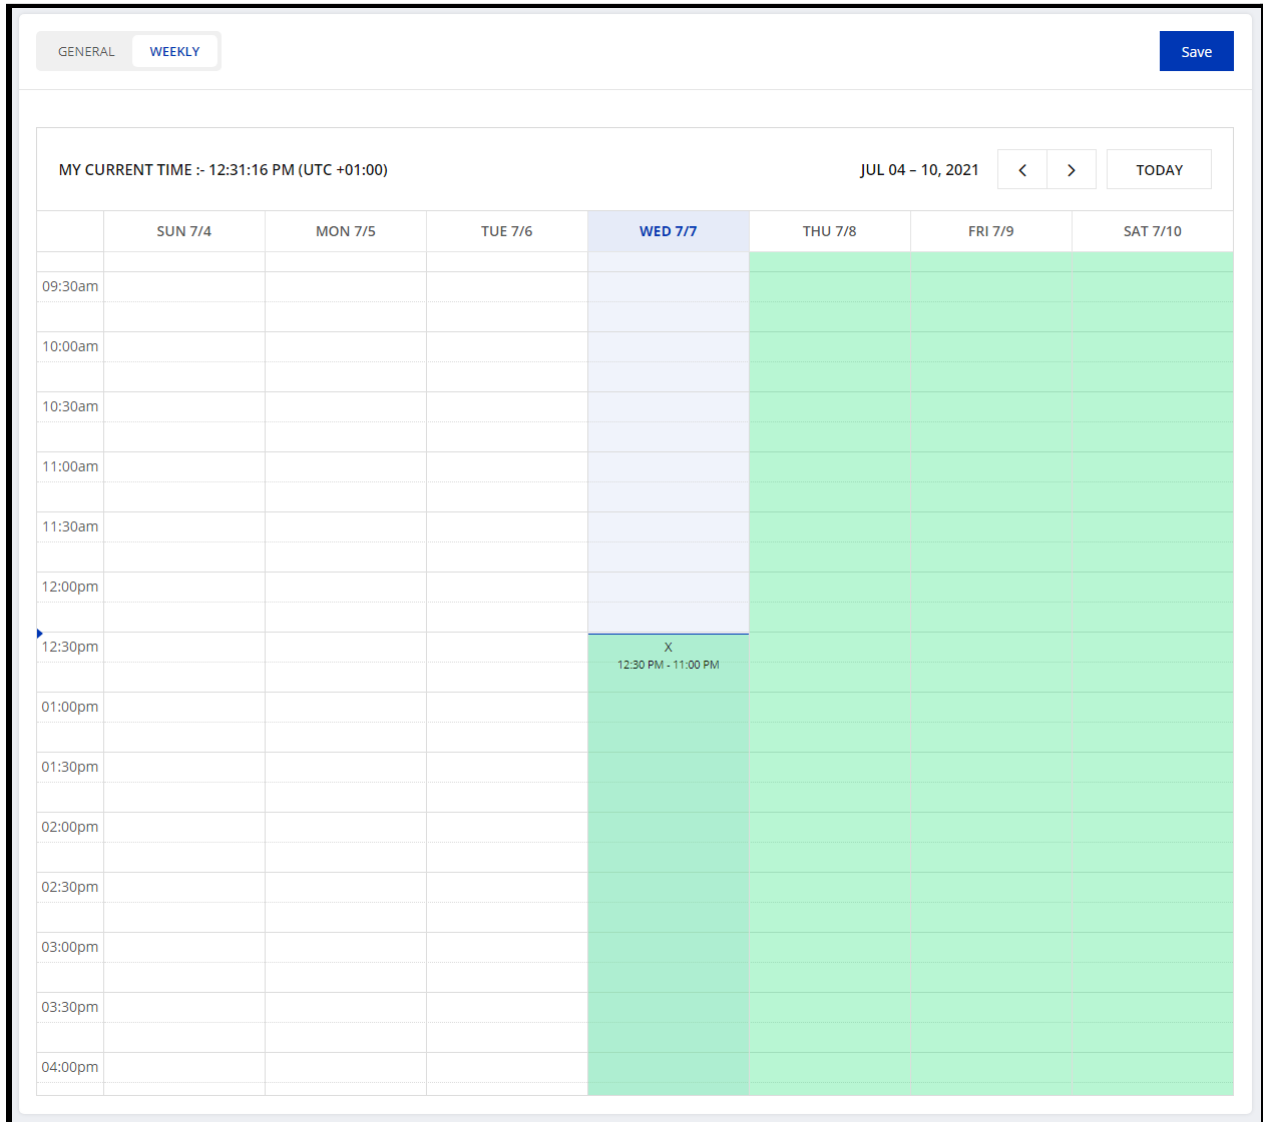 GENERAL WEEKLY Save
MY CURRENT TIME :- 12:31:16 PM (UTC +01:00) JUL 04 – 10, 2021 TODAY
SUN 7/4 MON 7/5 TUE 7/6 WED 7/7 THU 7/8 FRI 7/9 SAT 7/10
09:30am
10:00am
10:30am
11:00am
11:30am
12:00pm
12:30pm X
12:30 PM - 11:00 PM
01:00pm
01:30pm
02:00pm
02:30pm
03:00pm
03:30pm
04:00pm